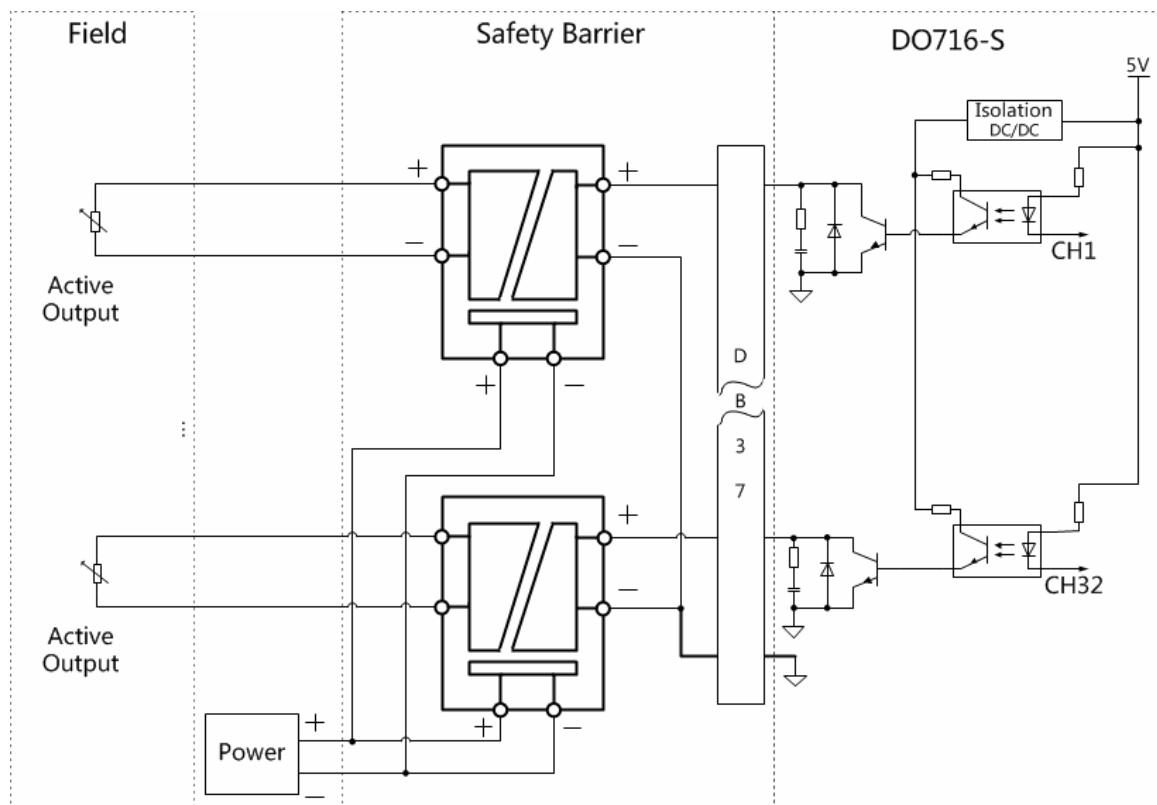 Field
Safety Barrier
DO716-S
5V
Isolation
DC/DC
+
+
−
−
CH1
Active
Output
+
−
D
B
3
7
...
+
−
CH32
Active
Output
+
−
Power
+
−